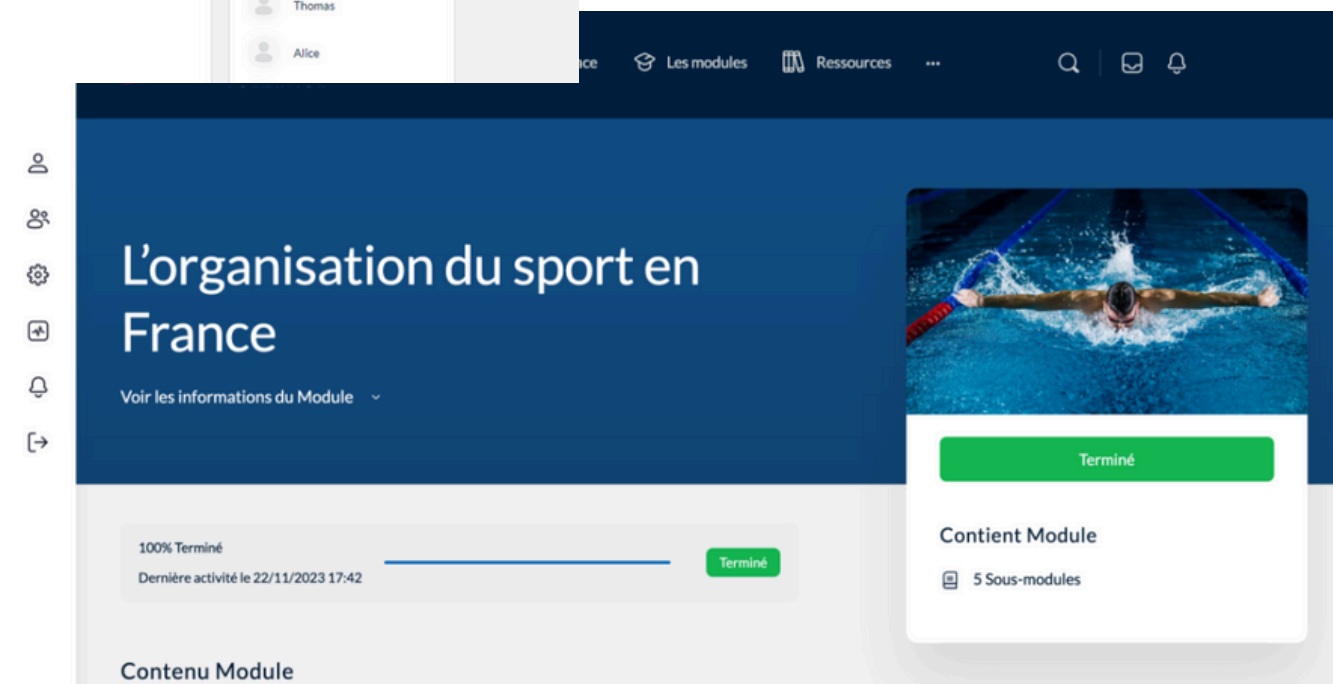 Thomas
Alice
Les modules
Ressources
...
L'organisation du sport en
France
Voir les informations du Module
Terminé
100% Terminé
Dernière activité le 22/11/2023 17:42
Terminé
Contient Module
5 Sous-modules
Contenu Module